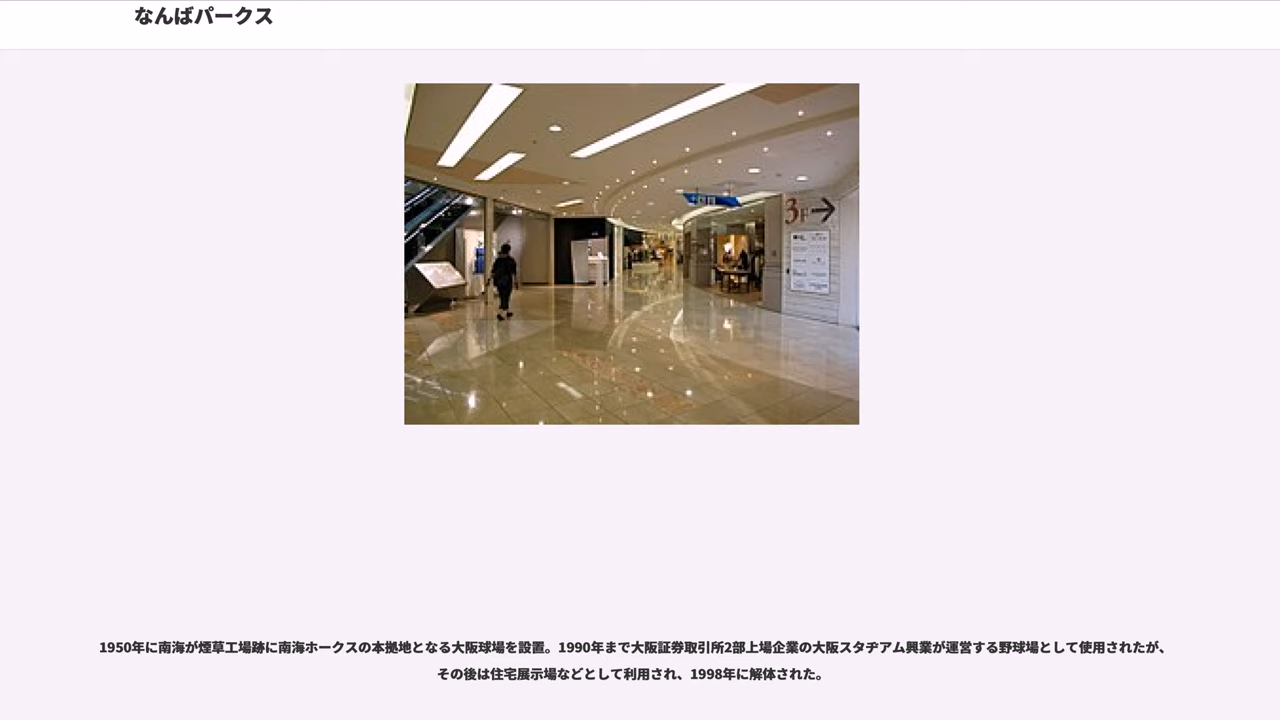 なんばパークス
3F→
1950年に南海が煙草工場跡に南海ホークスの本拠地となる大阪球場を設置。1990年まで大阪証券取引所2部上場企業の大阪スタヂアム興業が運営する野球場として使用されたが、
その後は住宅展示場などとして利用され、1998年に解体された。